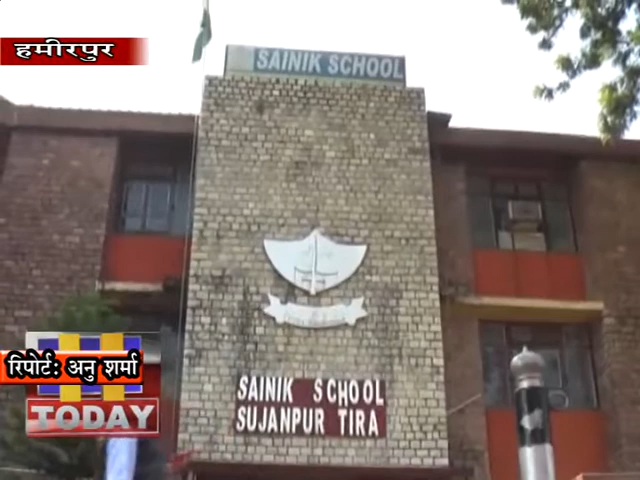 हमीरपुर
SAINIK SCHOOL
SAINIK SCHOOL
SUJANPUR TIRA
रिपोर्टः अनु शर्मा
TODAY